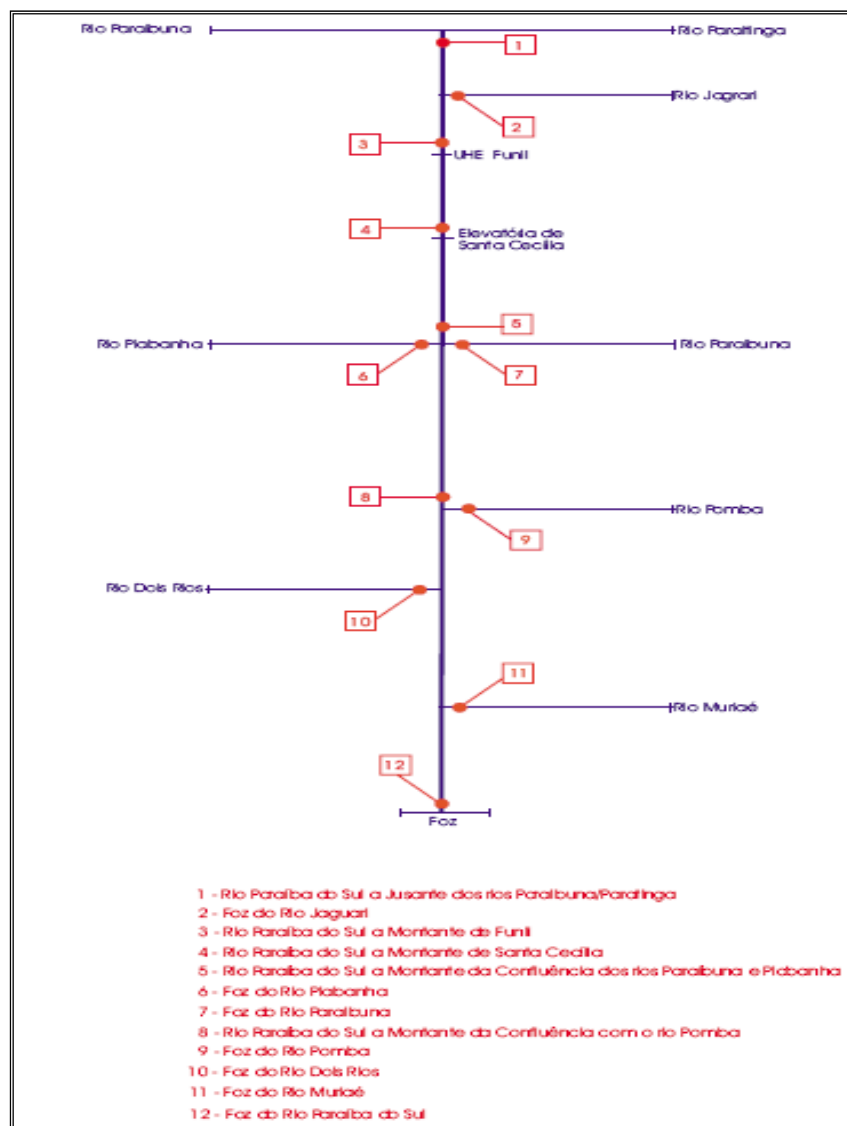 Rio Paraibuna
Rio Paraitinga
1
Rio Jagrari
2
3
UHE Funil
4
Elevatória de
Santa Cecília
5
Rio Piabanha
Rio Paraibuna
6
7
8
Rio Pomba
9
Rio Dois Rios
10
11
Rio Muriaé
12
Foz
1 - Rio Paraíba do Sul a Jusante dos rios Paraibuna/Paratinga
2 - Foz do Rio Jaguari
3 - Rio Paraíba do Sul a Montante de Funil
4 - Rio Paraíba do Sul a Montante de Santa Cecília
5 - Rio Paraíba do Sul a Montante da Confluência dos rios Paraibuna e Piabanha
6 - Foz do Rio Piabanha
7 - Foz do Rio Paraibuna
8 - Rio Paraíba do Sul a Montante da Confluência com o rio Pomba
9 - Foz do Rio Pomba
10 - Foz do Rio Dois Rios
11 - Foz do Rio Muriaé
12 - Foz do Rio Paraíba do Sul